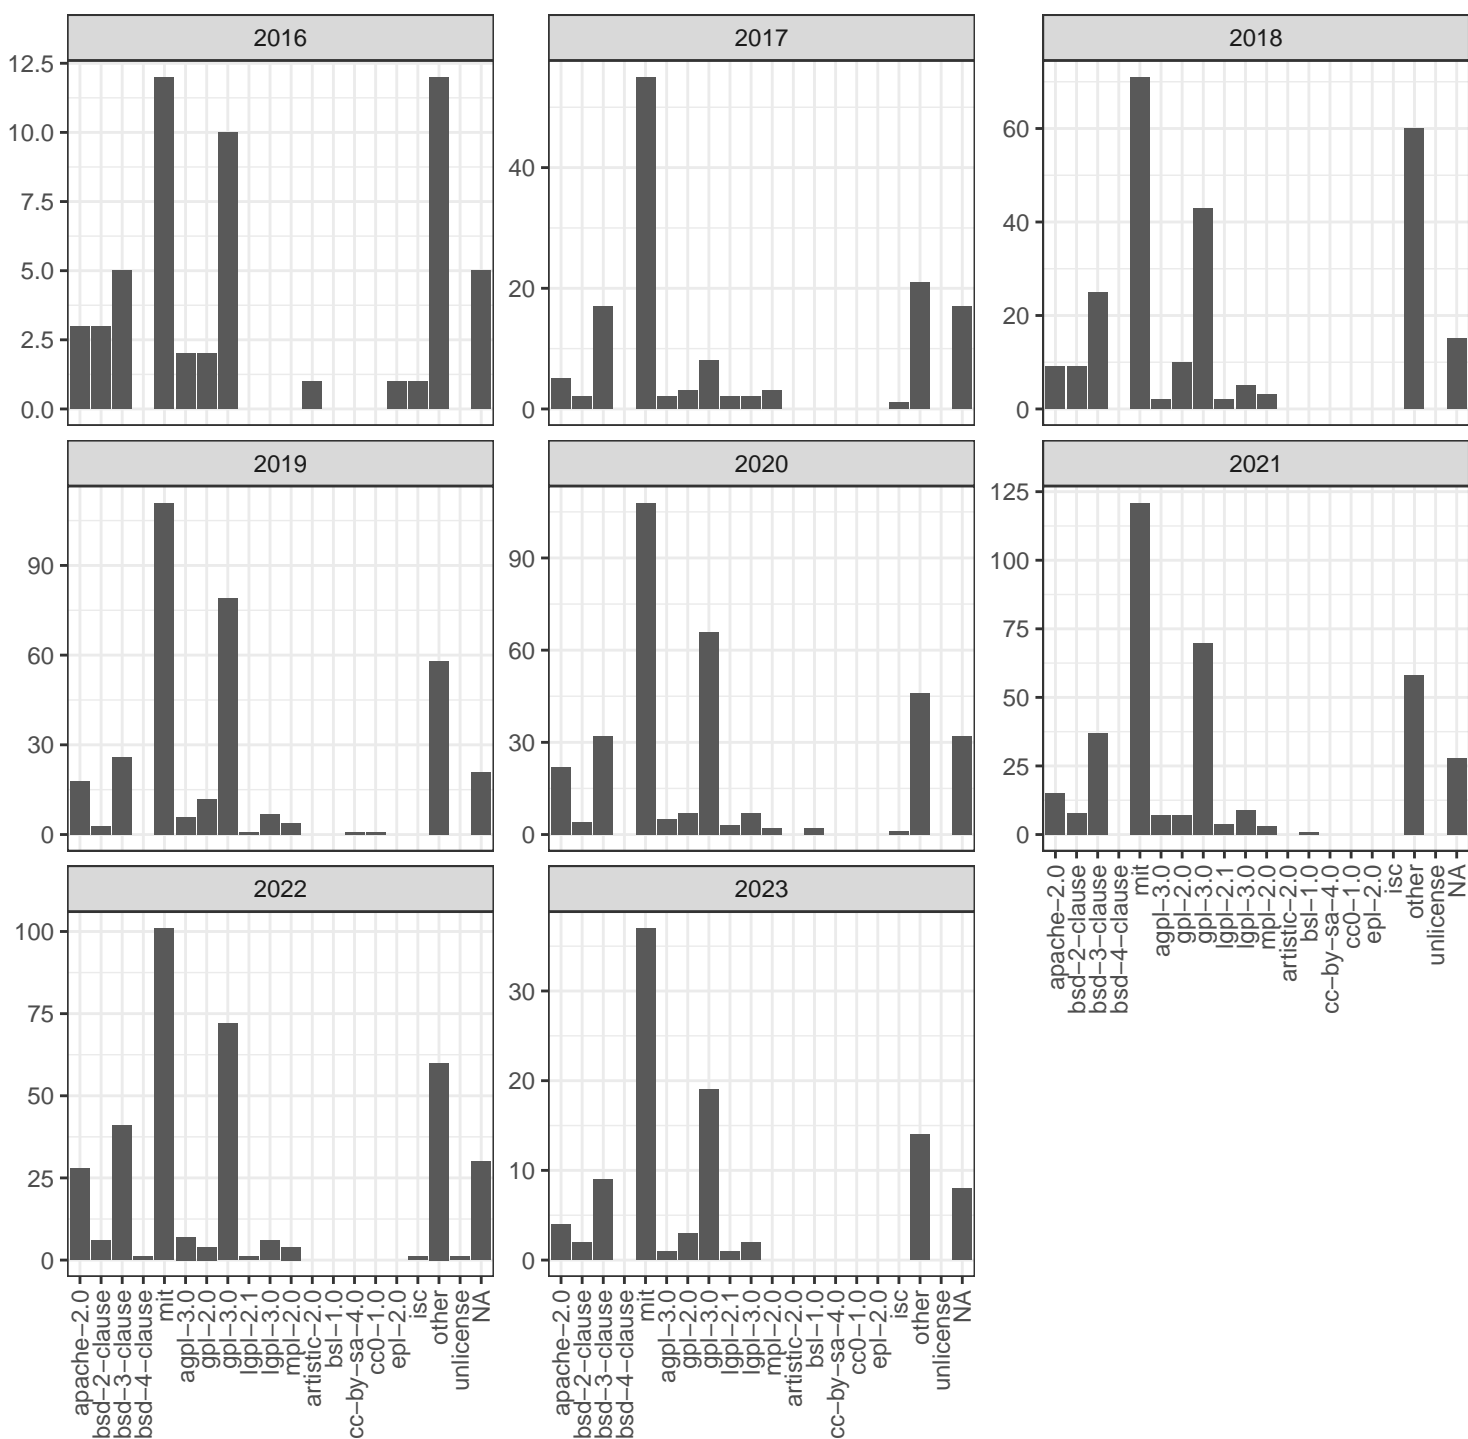 2016
2017
2018
12.5
10.0
7.5
5.0
2.5
0.0
40
20
0
60
40
20
0
2019
2020
2021
90
60
30
0
90
60
30
0
125
100
75
50
25
0
apache−2.0
bsd−2−clause
bsd−3−clause
bsd−4−clause
mit
agpl−3.0
gpl−2.0
gpl−3.0
lgpl−2.1
lgpl−3.0
mpl−2.0
artistic−2.0
bsl−1.0
cc−by−sa−4.0
cc0−1.0
epl−2.0
isc
other
unlicense
NA
2022
2023
100
75
50
25
0
30
20
10
0
apache−2.0
bsd−2−clause
bsd−3−clause
bsd−4−clause
mit
agpl−3.0
gpl−2.0
gpl−3.0
lgpl−2.1
lgpl−3.0
mpl−2.0
artistic−2.0
bsl−1.0
cc−by−sa−4.0
cc0−1.0
epl−2.0
isc
other
unlicense
NA
apache−2.0
bsd−2−clause
bsd−3−clause
bsd−4−clause
mit
agpl−3.0
gpl−2.0
gpl−3.0
lgpl−2.1
lgpl−3.0
mpl−2.0
artistic−2.0
bsl−1.0
cc−by−sa−4.0
cc0−1.0
epl−2.0
isc
other
unlicense
NA